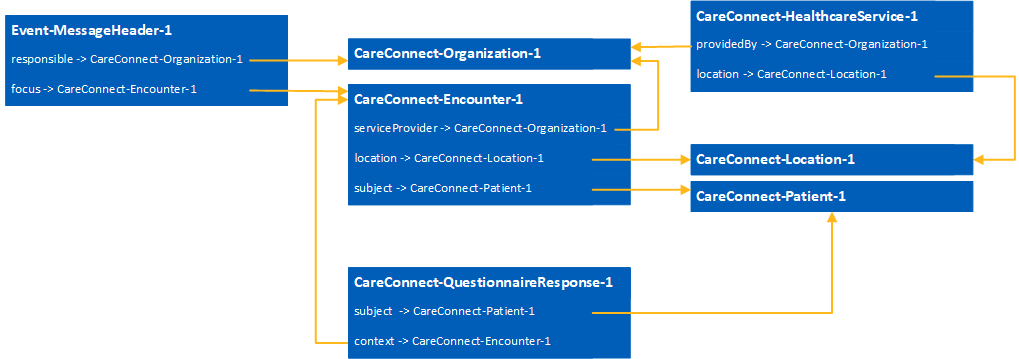 Event-MessageHeader-1
responsible -> CareConnect-Organization-1
focus -> CareConnect-Encounter-1
CareConnect-Organization-1
CareConnect-Encounter-1
serviceProvider -> CareConnect-Organization-1
location -> CareConnect-Location-1
subject -> CareConnect-Patient-1
CareConnect-HealthcareService-1
providedBy -> CareConnect-Organization-1
location -> CareConnect-Location-1
CareConnect-Location-1
CareConnect-Patient-1
CareConnect-QuestionnaireResponse-1
subject -> CareConnect-Patient-1
context -> CareConnect-Encounter-1